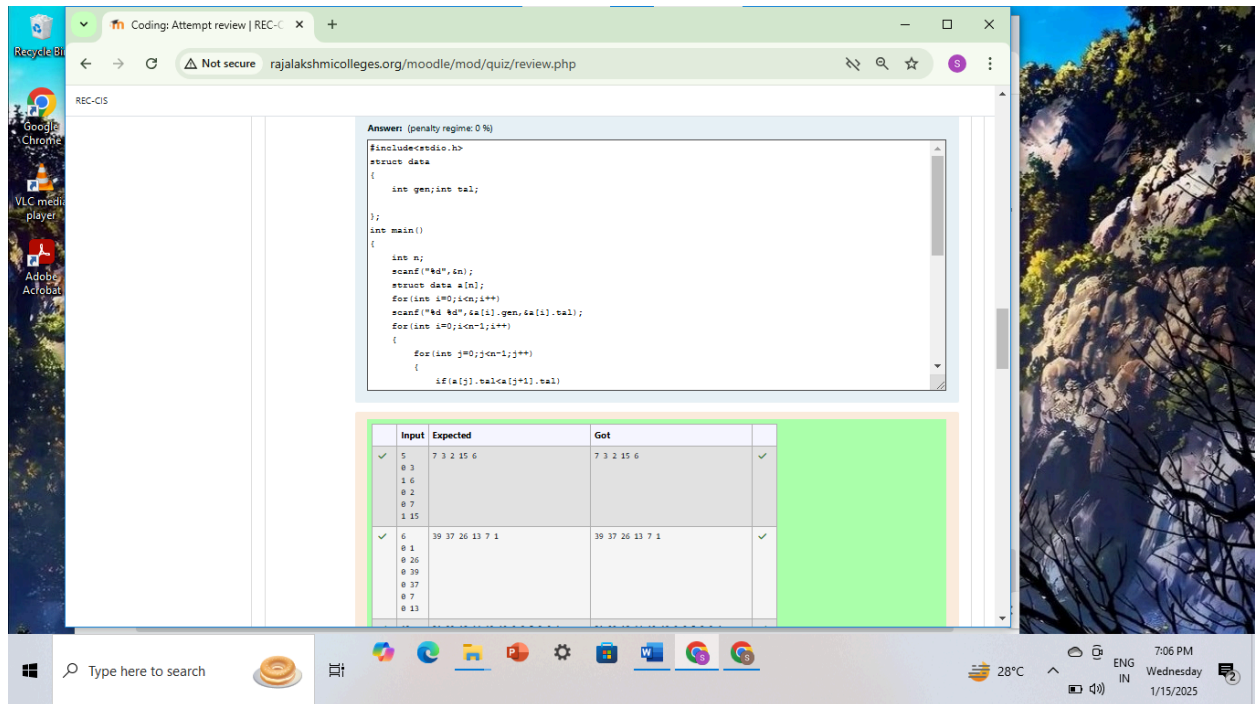 Recycle Bi
Google Chrome
VLC medi
player
Adobe
Acrobat
Coding: Attempt review | REC-C
Not secure
rajalakshmicolleges.org/moodle/mod/quiz/review.php
S
REC-CIS
Answer: (penalty regime: 0 %)
#include<stdio.h>
struct data
{
    int gen;int tal;
};
int main()
{
    int n;
    scanf("%d",&n);
    struct data a[n];
    for(int i=0;i<n;i++)
    scanf("%d %d",&a[i].gen,&a[i].tal);
    for(int i=0;i<n-1;i++)
    {
        for(int j=0;j<n-1;j++)
        {
            if(a[j].tal<a[j+1].tal)
Input Expected Got
5 7 3 2 15 6 7 3 2 15 6
0 3
1 6
0 2
0 7
1 15
6 39 37 26 13 7 1 39 37 26 13 7 1
0 1
0 26
0 39
0 37
0 7
0 13
Type here to search
28°C
ENG
IN
7:06 PM
Wednesday
1/15/2025
2